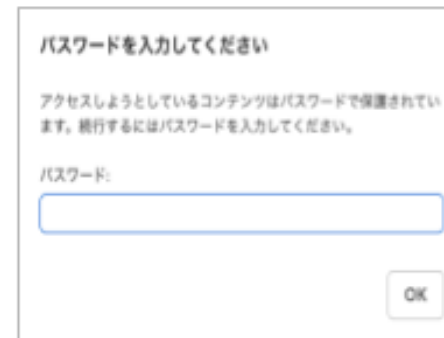 パスワードを入力してください
アクセスしようとしているコンテンツはパスワードで保護されてい
ます。続行するにはパスワードを入力してください。
パスワード:
OK